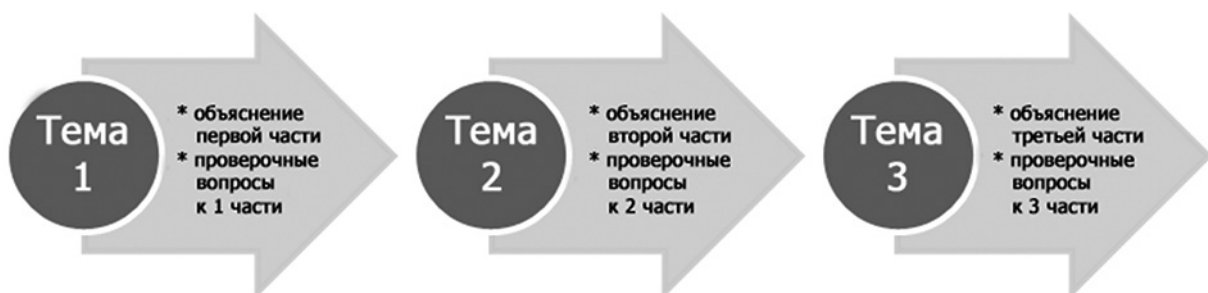 Тема
1
* объяснение
первой части
* проверочные
вопросы
к 1 части
Тема
2
* объяснение
второй части
* проверочные
вопросы
к 2 части
Тема
3
* объяснение
третьей части
* проверочные
вопросы
к 3 части